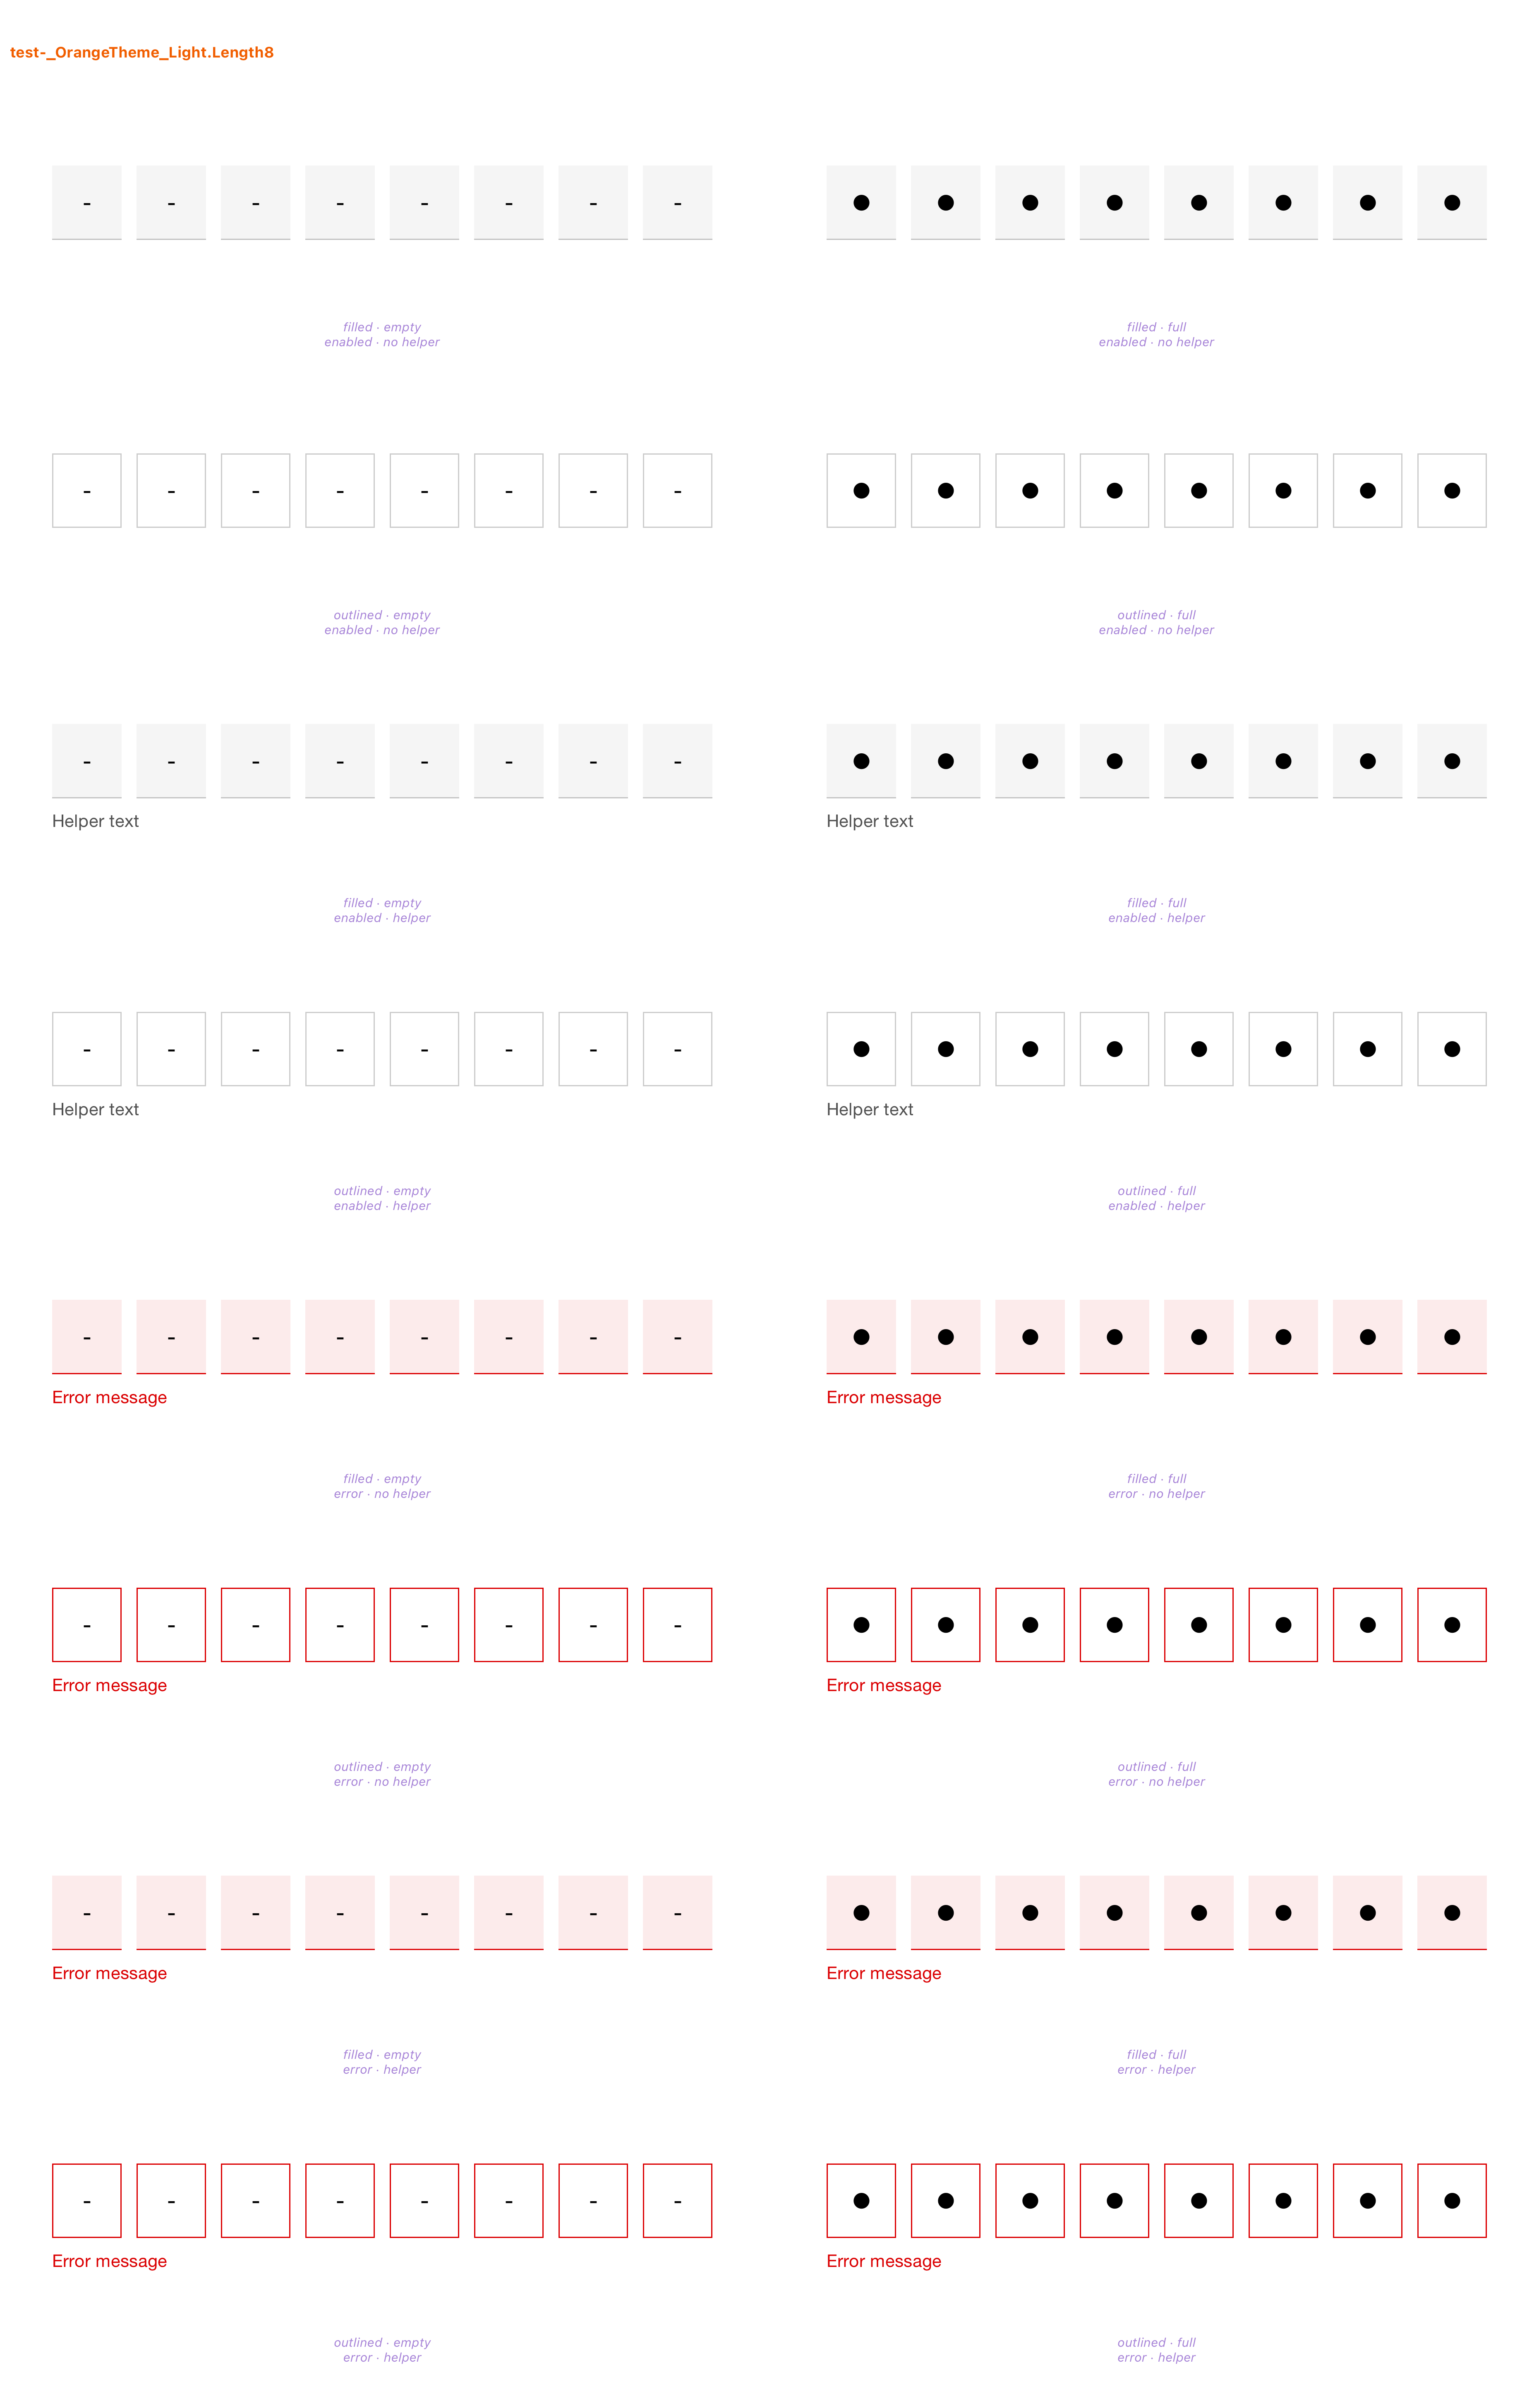 test-_OrangeTheme_Light.Length8
- - - - - - - - ● ● ● ● ● ● ● ●
filled · empty filled · full
enabled · no helper enabled · no helper
- - - - - - - - ● ● ● ● ● ● ● ●
outlined · empty outlined · full
enabled · no helper enabled · no helper
- - - - - - - - ● ● ● ● ● ● ● ●
Helper text Helper text
filled · empty filled · full
enabled · helper enabled · helper
- - - - - - - - ● ● ● ● ● ● ● ●
Helper text Helper text
outlined · empty outlined · full
enabled · helper enabled · helper
- - - - - - - - ● ● ● ● ● ● ● ●
Error message Error message
filled · empty filled · full
error · no helper error · no helper
- - - - - - - - ● ● ● ● ● ● ● ●
Error message Error message
outlined · empty outlined · full
error · no helper error · no helper
- - - - - - - - ● ● ● ● ● ● ● ●
Error message Error message
filled · empty filled · full
error · helper error · helper
- - - - - - - - ● ● ● ● ● ● ● ●
Error message Error message
outlined · empty outlined · full
error · helper error · helper